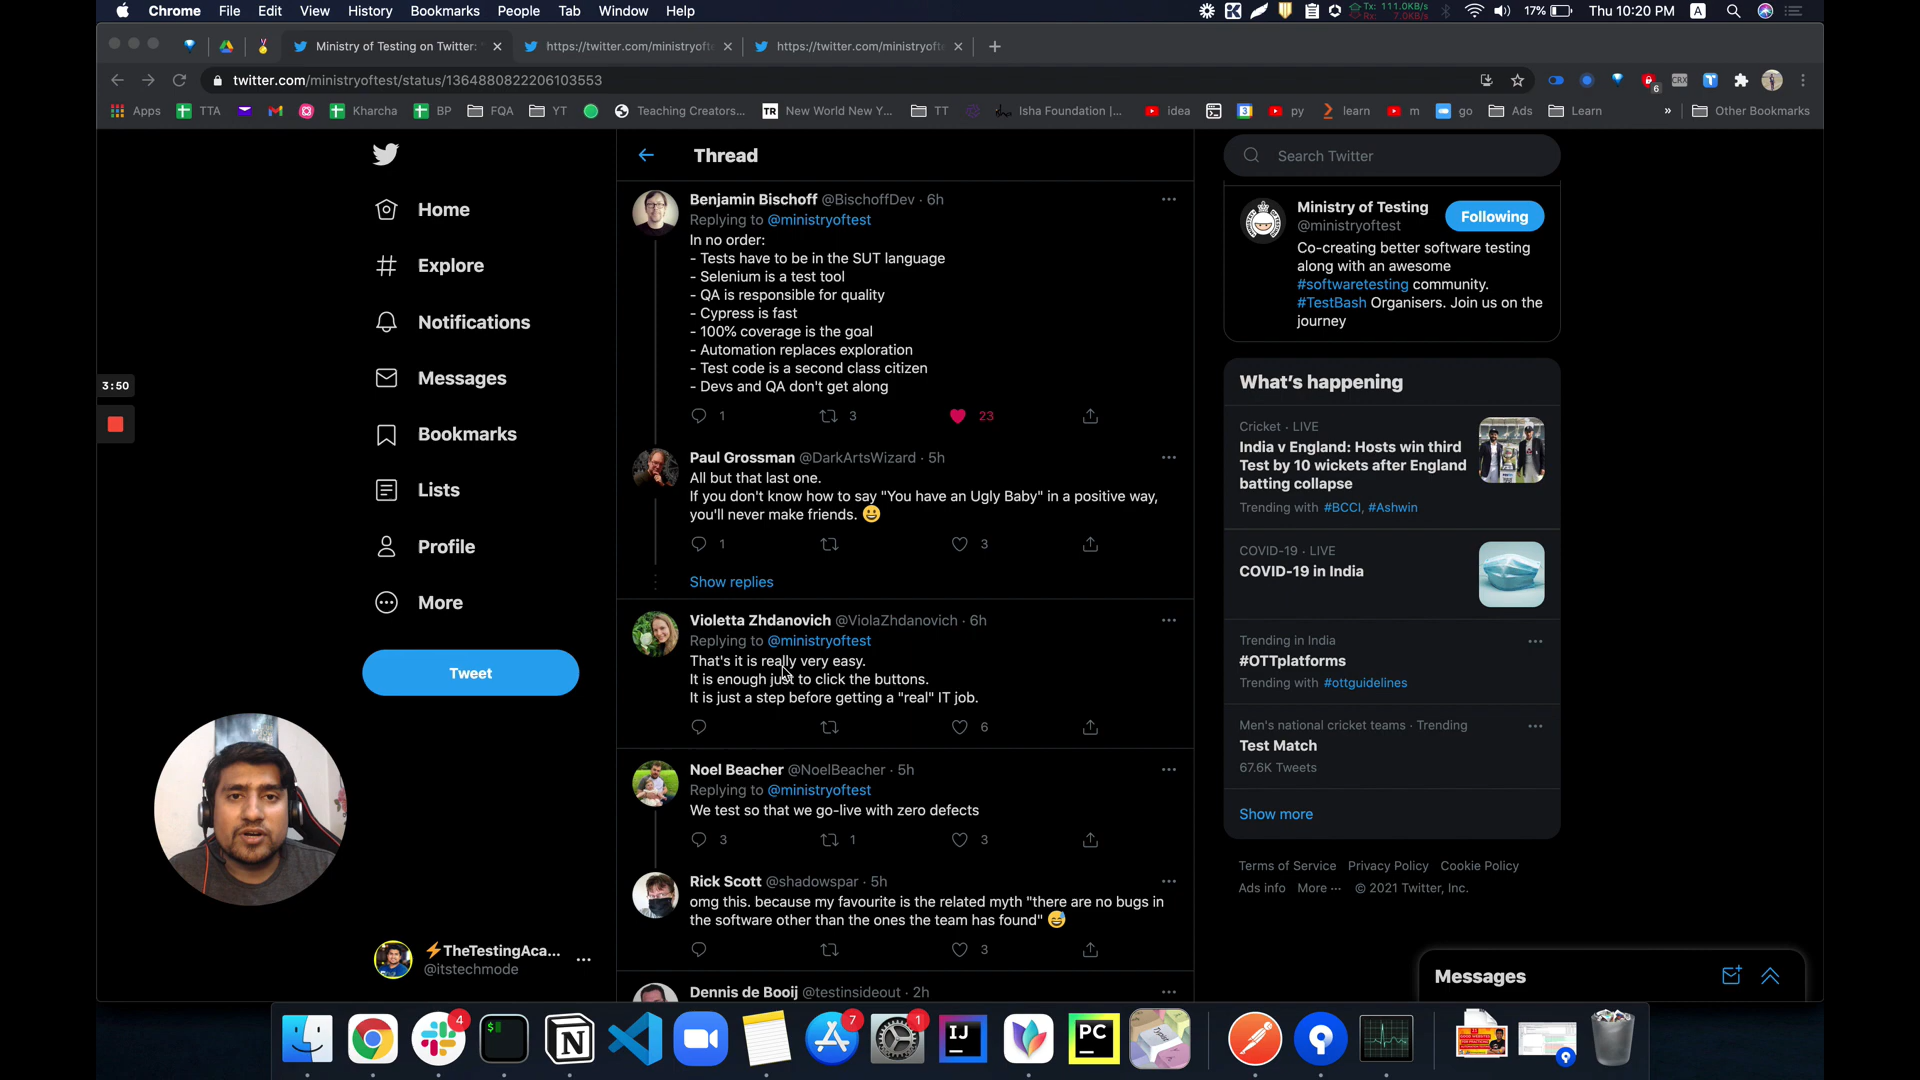 Chrome File Edit View History Bookmarks People Tab Window Help
Tx: 111.0KB/s
Rx: 7.0KB/s
17% Thu 10:20 PM A
Ministry of Testing on Twitter:
https://twitter.com/ministryofte
https://twitter.com/ministryofte
twitter.com/ministryoftest/status/1364880822206103553
6
CRX
Apps TTA Kharcha BP FQA YT Teaching Creators... TR New World New Y... TT Isha Foundation |... idea py learn m go Ads Learn » Other Bookmarks
Home
Explore
Notifications
Messages
Bookmarks
Lists
Profile
More
Tweet
3:50
⚡TheTestingAca...
@itstechmode
Thread
Benjamin Bischoff @BischoffDev · 6h
Replying to @ministryoftest
In no order:
- Tests have to be in the SUT language
- Selenium is a test tool
- QA is responsible for quality
- Cypress is fast
- 100% coverage is the goal
- Automation replaces exploration
- Test code is a second class citizen
- Devs and QA don't get along
1 3 23
Paul Grossman @DarkArtsWizard · 5h
All but that last one.
If you don't know how to say "You have an Ugly Baby" in a positive way,
you'll never make friends. 😀
1 3
Show replies
Violetta Zhdanovich @ViolaZhdanovich · 6h
Replying to @ministryoftest
That's it is really very easy.
It is enough just to click the buttons.
It is just a step before getting a "real" IT job.
6
Noel Beacher @NoelBeacher · 5h
Replying to @ministryoftest
We test so that we go-live with zero defects
3 1 3
Rick Scott @shadowspar · 5h
omg this. because my favourite is the related myth "there are no bugs in
the software other than the ones the team has found" 😅
3
Dennis de Booij @testinsideout · 2h
Search Twitter
Ministry of Testing
@ministryoftest
Following
Co-creating better software testing
along with an awesome
#softwaretesting community.
#TestBash Organisers. Join us on the
journey
What's happening
Cricket · LIVE
India v England: Hosts win third
Test by 10 wickets after England
batting collapse
Trending with #BCCI, #Ashwin
COVID-19 · LIVE
COVID-19 in India
Trending in India
#OTTplatforms
Trending with #ottguidelines
Men's national cricket teams · Trending
Test Match
67.6K Tweets
Show more
Terms of Service Privacy Policy Cookie Policy
Ads info More ··· © 2021 Twitter, Inc.
Messages
4 $ N 7 1 IJ PC